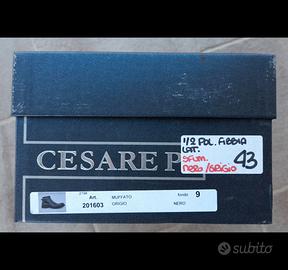 1/2 POL. FIBBIA
LAT.
SFUM.
NERO/GRIGIO
43
CESARE P
Art.
MUFFATO
fondo
9
201603
GRIGIO
NERO
subito